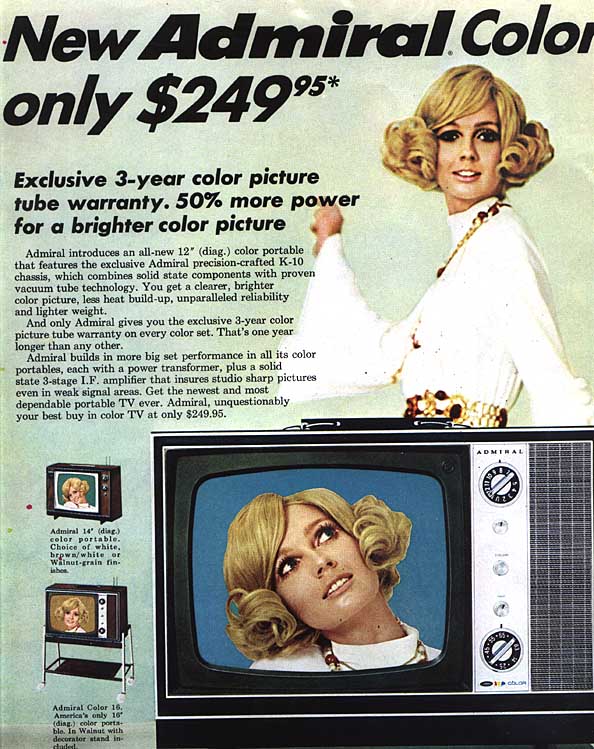 New Admiral® Color
only $249⁹⁵*
Exclusive 3-year color picture
tube warranty. 50% more power
for a brighter color picture
Admiral introduces an all-new 12″ (diag.) color portable
that features the exclusive Admiral precision-crafted K-10
chassis, which combines solid state components with proven
vacuum tube technology. You get a clearer, brighter
color picture, less heat build-up, unparalleled reliability
and lighter weight.
And only Admiral gives you the exclusive 3-year color
picture tube warranty on every color set. That's one year
longer than any other.
Admiral builds in more big set performance in all its color
portables, each with a power transformer, plus a solid
state 3-stage I.F. amplifier that insures studio sharp pictures
even in weak signal areas. Get the newest and most
dependable portable TV ever. Admiral, unquestionably
your best buy in color TV at only $249.95.
ADMIRAL
COLOR
Admiral 14″ (diag.)
color portable.
Choice of white,
brown/white or
Walnut-grain fin-
ishes.
Admiral Color 16.
America's only 16″
(diag.) color porta-
ble. In Walnut with
decorator stand in-
cluded.